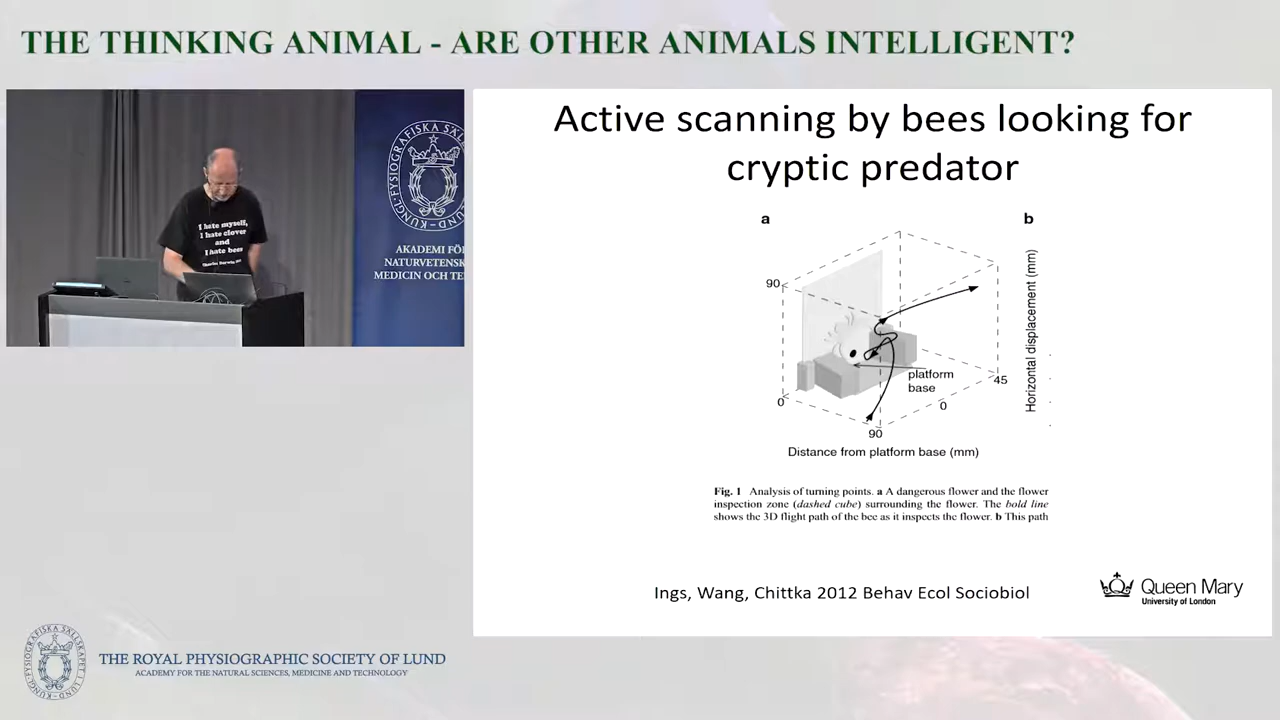 THE THINKING ANIMAL - ARE OTHER ANIMALS INTELLIGENT?
I hate myself,
I hate clover
and
I hate bees
KUNGL. FYSIOGRAFISKA SÄL
AKADEMI FÖ
NATURVETENSK
MEDICIN OCH TE
Active scanning by bees looking for
cryptic predator
a
b
90
0
90
0
45
platform
base
Distance from platform base (mm)
Horizontal displacement (mm)
Fig. 1 Analysis of turning points. a A dangerous flower and the flower
inspection zone (dashed cube) surrounding the flower. The bold line
shows the 3D flight path of the bee as it inspects the flower. b This path
Ings, Wang, Chittka 2012 Behav Ecol Sociobiol
Queen Mary
University of London
THE ROYAL PHYSIOGRAPHIC SOCIETY OF LUND
ACADEMY FOR THE NATURAL SCIENCES, MEDICINE AND TECHNOLOGY